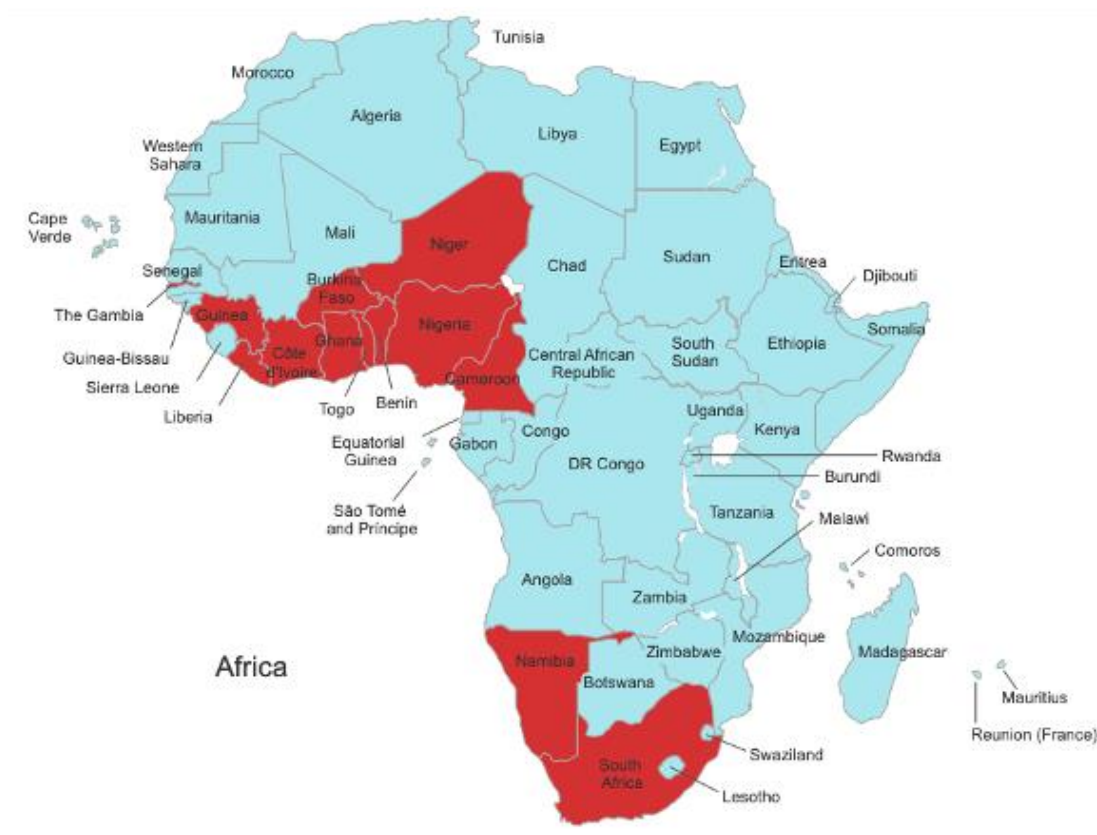 Tunisia
Morocco
Algeria
Libya
Egypt
Western
Sahara
Mauritania
Mali
Niger
Chad
Sudan
Eritrea
Djibouti
Cape
Verde
Senegal
The Gambia
Guinea-Bissau
Guinea
Sierra Leone
Liberia
Côte
d'Ivoire
Burkina
Faso
Ghana
Togo
Benin
Nigeria
Cameroon
Central African
Republic
South
Sudan
Ethiopia
Somalia
Equatorial
Guinea
Gabon
Congo
DR Congo
Uganda
Kenya
Rwanda
Burundi
São Tomé
and Príncipe
Tanzania
Malawi
Comoros
Angola
Zambia
Mozambique
Zimbabwe
Madagascar
Namibia
Botswana
Mauritius
Reunion (France)
Swaziland
South
Africa
Lesotho
Africa